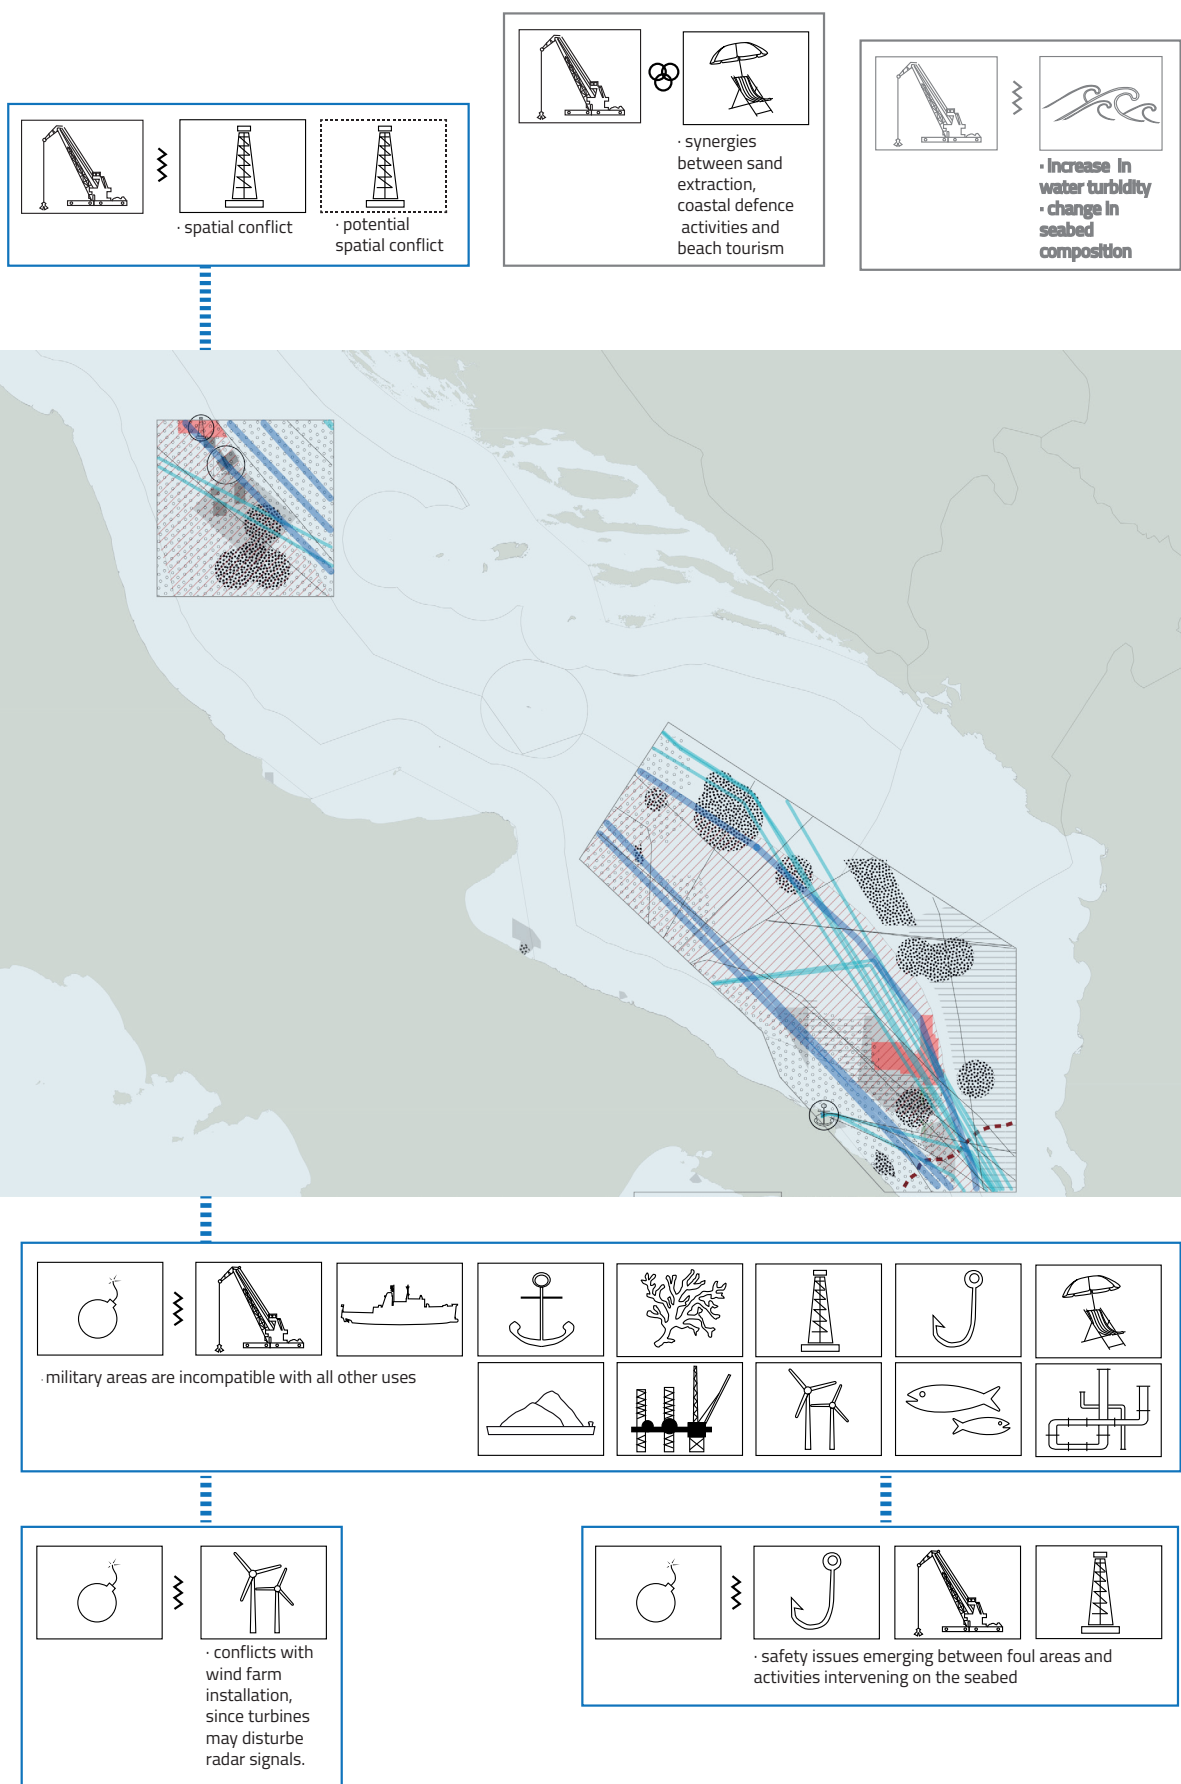 · synergies
between sand
extraction,
coastal defence
activities and
beach tourism
· Increase in
water turbidity
· change in
seabed
composition
· spatial conflict
· potential
spatial conflict
· military areas are incompatible with all other uses
· conflicts with
wind farm
installation,
since turbines
may disturbe
radar signals.
· safety issues emerging between foul areas and
activities intervening on the seabed